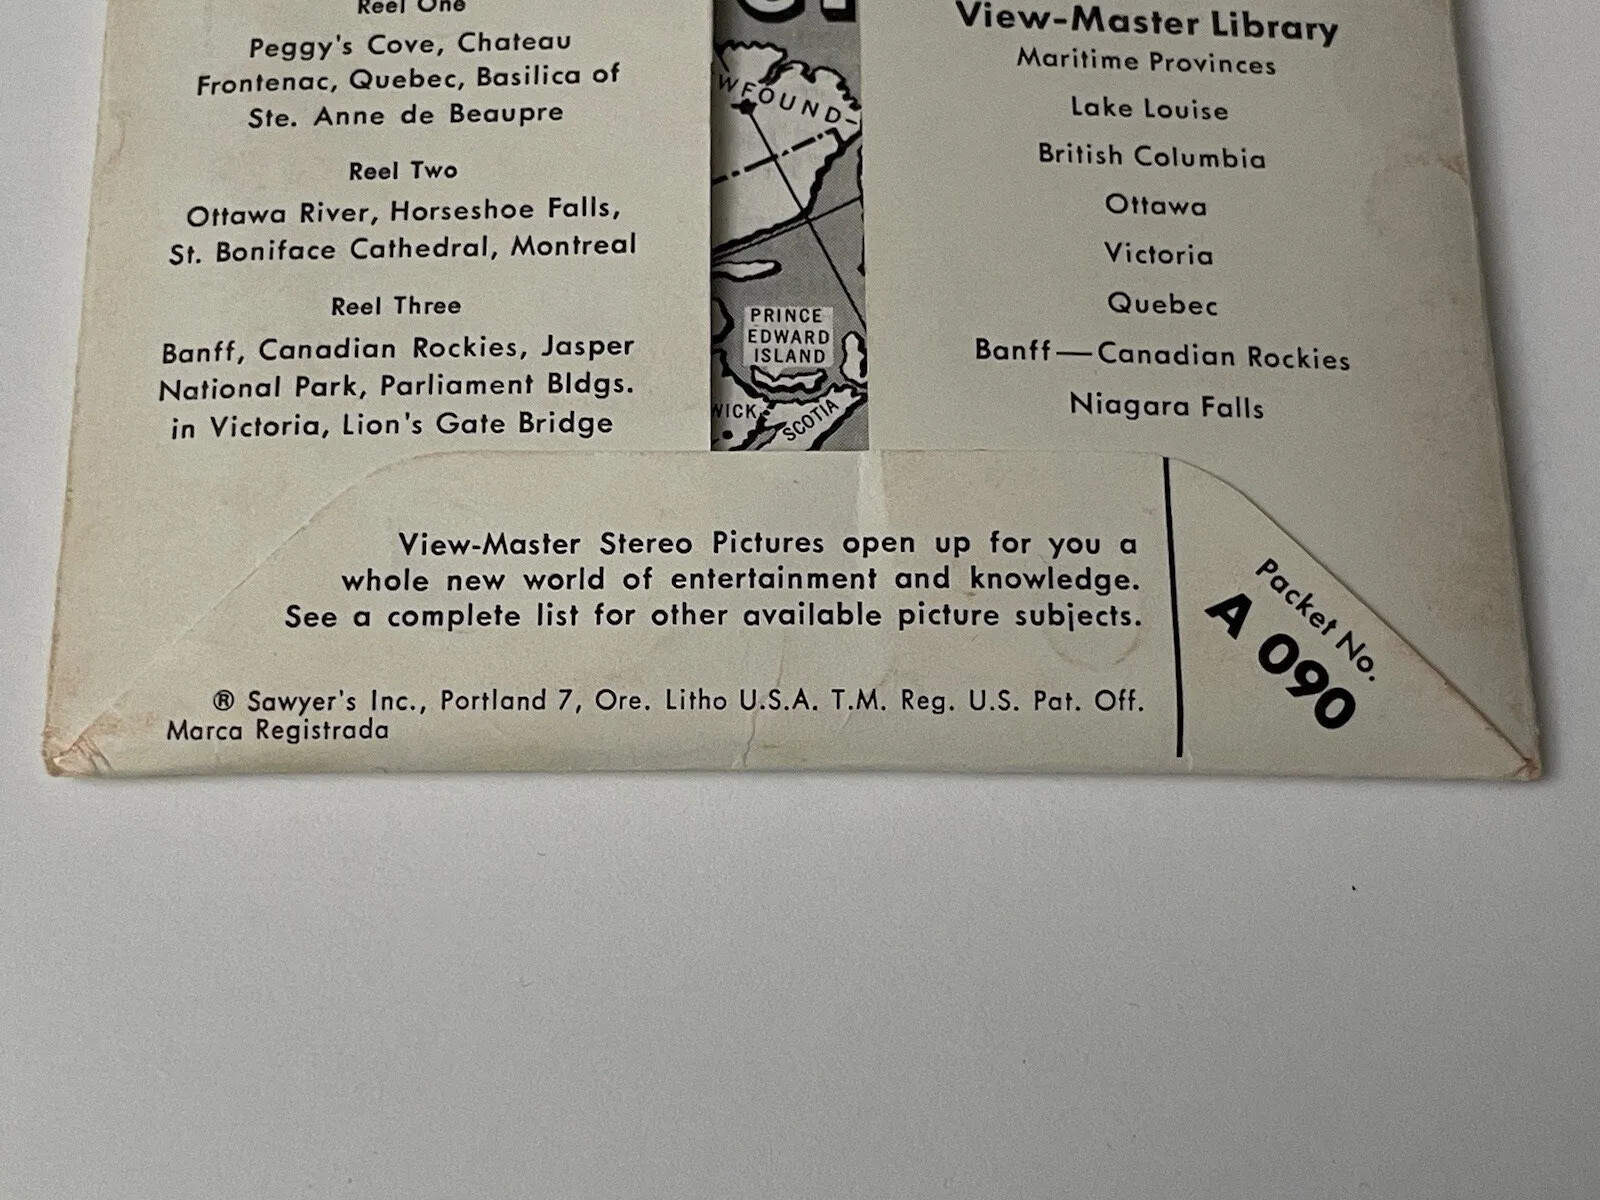 Reel One
Peggy's Cove, Chateau
Frontenac, Quebec, Basilica of
Ste. Anne de Beaupre
Reel Two
Ottawa River, Horseshoe Falls,
St. Boniface Cathedral, Montreal
Reel Three
Banff, Canadian Rockies, Jasper
National Park, Parliament Bldgs.
in Victoria, Lion's Gate Bridge
WFOUND-
PRINCE
EDWARD
ISLAND
WICK
SCOTIA
View-Master Library
Maritime Provinces
Lake Louise
British Columbia
Ottawa
Victoria
Quebec
Banff—Canadian Rockies
Niagara Falls
View-Master Stereo Pictures open up for you a
whole new world of entertainment and knowledge.
See a complete list for other available picture subjects.
® Sawyer's Inc., Portland 7, Ore. Litho U.S.A. T.M. Reg. U.S. Pat. Off.
Marca Registrada
Packet No.
A 090